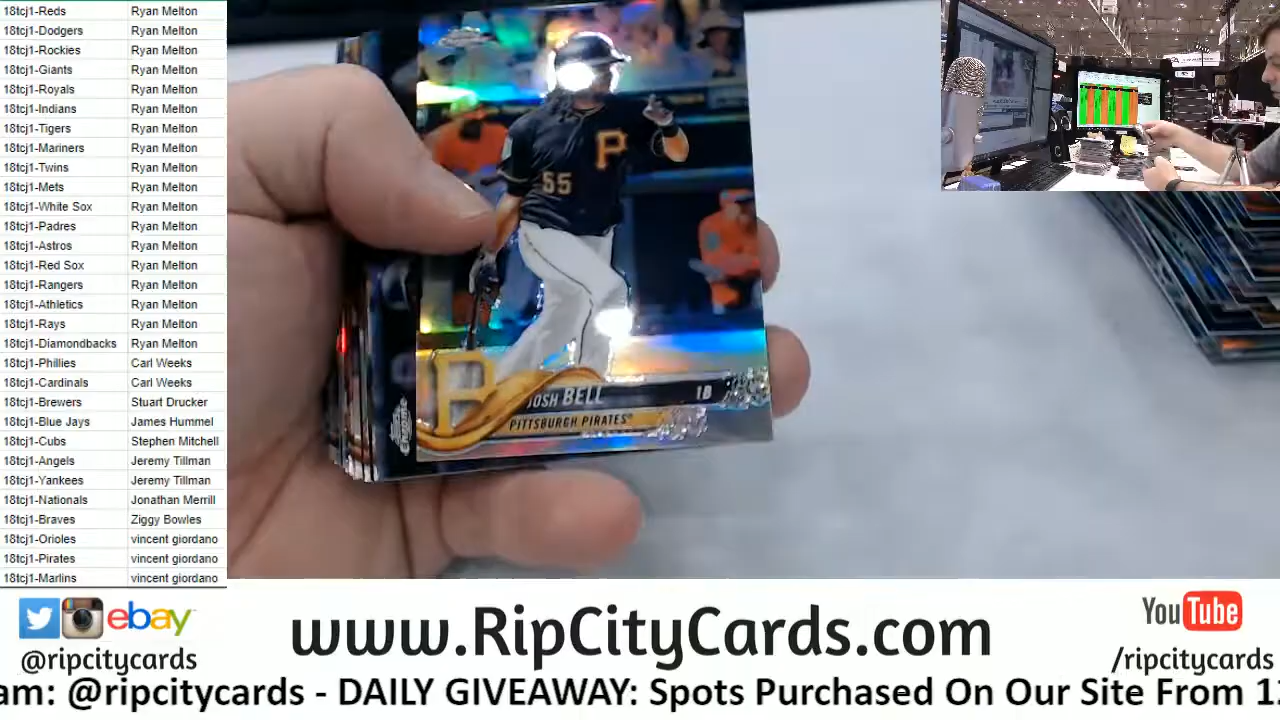 18tcj1-Reds Ryan Melton
18tcj1-Dodgers Ryan Melton
18tcj1-Rockies Ryan Melton
18tcj1-Giants Ryan Melton
18tcj1-Royals Ryan Melton
18tcj1-Indians Ryan Melton
18tcj1-Tigers Ryan Melton
18tcj1-Mariners Ryan Melton
18tcj1-Twins Ryan Melton
18tcj1-Mets Ryan Melton
18tcj1-White Sox Ryan Melton
18tcj1-Padres Ryan Melton
18tcj1-Astros Ryan Melton
18tcj1-Red Sox Ryan Melton
18tcj1-Rangers Ryan Melton
18tcj1-Athletics Ryan Melton
18tcj1-Rays Ryan Melton
18tcj1-Diamondbacks Ryan Melton
18tcj1-Phillies Carl Weeks
18tcj1-Cardinals Carl Weeks
18tcj1-Brewers Stuart Drucker
18tcj1-Blue Jays James Hummel
18tcj1-Cubs Stephen Mitchell
18tcj1-Angels Jeremy Tillman
18tcj1-Yankees Jeremy Tillman
18tcj1-Nationals Jonathan Merrill
18tcj1-Braves Ziggy Bowles
18tcj1-Orioles vincent giordano
18tcj1-Pirates vincent giordano
18tcj1-Marlins vincent giordano
P
55
P
JOSH BELL 1B
PITTSBURGH PIRATES
Chrome
ebay
@ripcitycards
www.RipCityCards.com
YouTube
/ripcitycards
am: @ripcitycards - DAILY GIVEAWAY: Spots Purchased On Our Site From 11